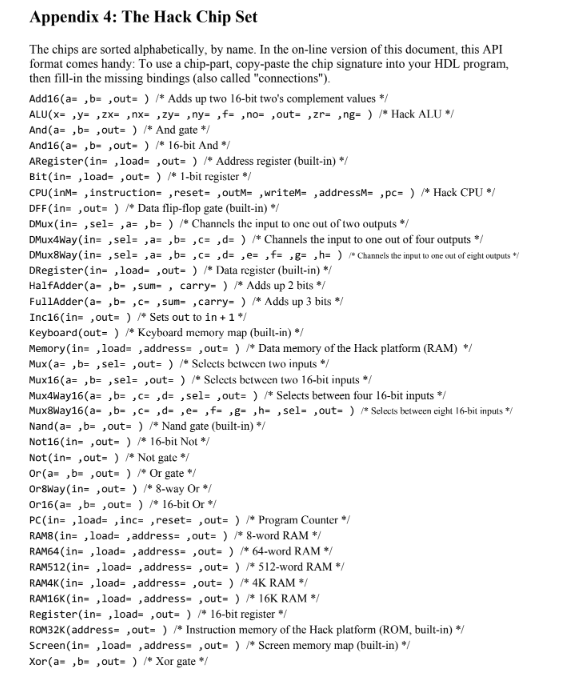 Appendix 4: The Hack Chip Set
The chips are sorted alphabetically, by name. In the on-line version of this document, this API
format comes handy: To use a chip-part, copy-paste the chip signature into your HDL program,
then fill-in the missing bindings (also called "connections").
Add16(a= ,b= ,out= ) /* Adds up two 16-bit two's complement values */
ALU(x= ,y= ,zx= ,nx= ,zy= ,ny= ,f= ,no= ,out= ,zr= ,ng= ) /* Hack ALU */
And(a= ,b= ,out= ) /* And gate */
And16(a= ,b= ,out= ) /* 16-bit And */
ARegister(in= ,load= ,out= ) /* Address register (built-in) */
Bit(in= ,load= ,out= ) /* 1-bit register */
CPU(inM= ,instruction= ,reset= ,outM= ,writeM= ,addressM= ,pc= ) /* Hack CPU */
DFF(in= ,out= ) /* Data flip-flop gate (built-in) */
DMux(in= ,sel= ,a= ,b= ) /* Channels the input to one out of two outputs */
DMux4Way(in= ,sel= ,a= ,b= ,c= ,d= ) /* Channels the input to one out of four outputs */
DMux8Way(in= ,sel= ,a= ,b= ,c= ,d= ,e= ,f= ,g= ,h= ) /* Channels the input to one out of eight outputs */
DRegister(in= ,load= ,out= ) /* Data register (built-in) */
HalfAdder(a= ,b= ,sum= , carry= ) /* Adds up 2 bits */
FullAdder(a= ,b= ,c= ,sum= ,carry= ) /* Adds up 3 bits */
Inc16(in= ,out= ) /* Sets out to in + 1 */
Keyboard(out= ) /* Keyboard memory map (built-in) */
Memory(in= ,load= ,address= ,out= ) /* Data memory of the Hack platform (RAM) */
Mux(a= ,b= ,sel= ,out= ) /* Selects between two inputs */
Mux16(a= ,b= ,sel= ,out= ) /* Selects between two 16-bit inputs */
Mux4Way16(a= ,b= ,c= ,d= ,sel= ,out= ) /* Selects between four 16-bit inputs */
Mux8Way16(a= ,b= ,c= ,d= ,e= ,f= ,g= ,h= ,sel= ,out= ) /* Selects between eight 16-bit inputs */
Nand(a= ,b= ,out= ) /* Nand gate (built-in) */
Not16(in= ,out= ) /* 16-bit Not */
Not(in= ,out= ) /* Not gate */
Or(a= ,b= ,out= ) /* Or gate */
Or8Way(in= ,out= ) /* 8-way Or */
Or16(a= ,b= ,out= ) /* 16-bit Or */
PC(in= ,load= ,inc= ,reset= ,out= ) /* Program Counter */
RAM8(in= ,load= ,address= ,out= ) /* 8-word RAM */
RAM64(in= ,load= ,address= ,out= ) /* 64-word RAM */
RAM512(in= ,load= ,address= ,out= ) /* 512-word RAM */
RAM4K(in= ,load= ,address= ,out= ) /* 4K RAM */
RAM16K(in= ,load= ,address= ,out= ) /* 16K RAM */
Register(in= ,load= ,out= ) /* 16-bit register */
ROM32K(address= ,out= ) /* Instruction memory of the Hack platform (ROM, built-in) */
Screen(in= ,load= ,address= ,out= ) /* Screen memory map (built-in) */
Xor(a= ,b= ,out= ) /* Xor gate */